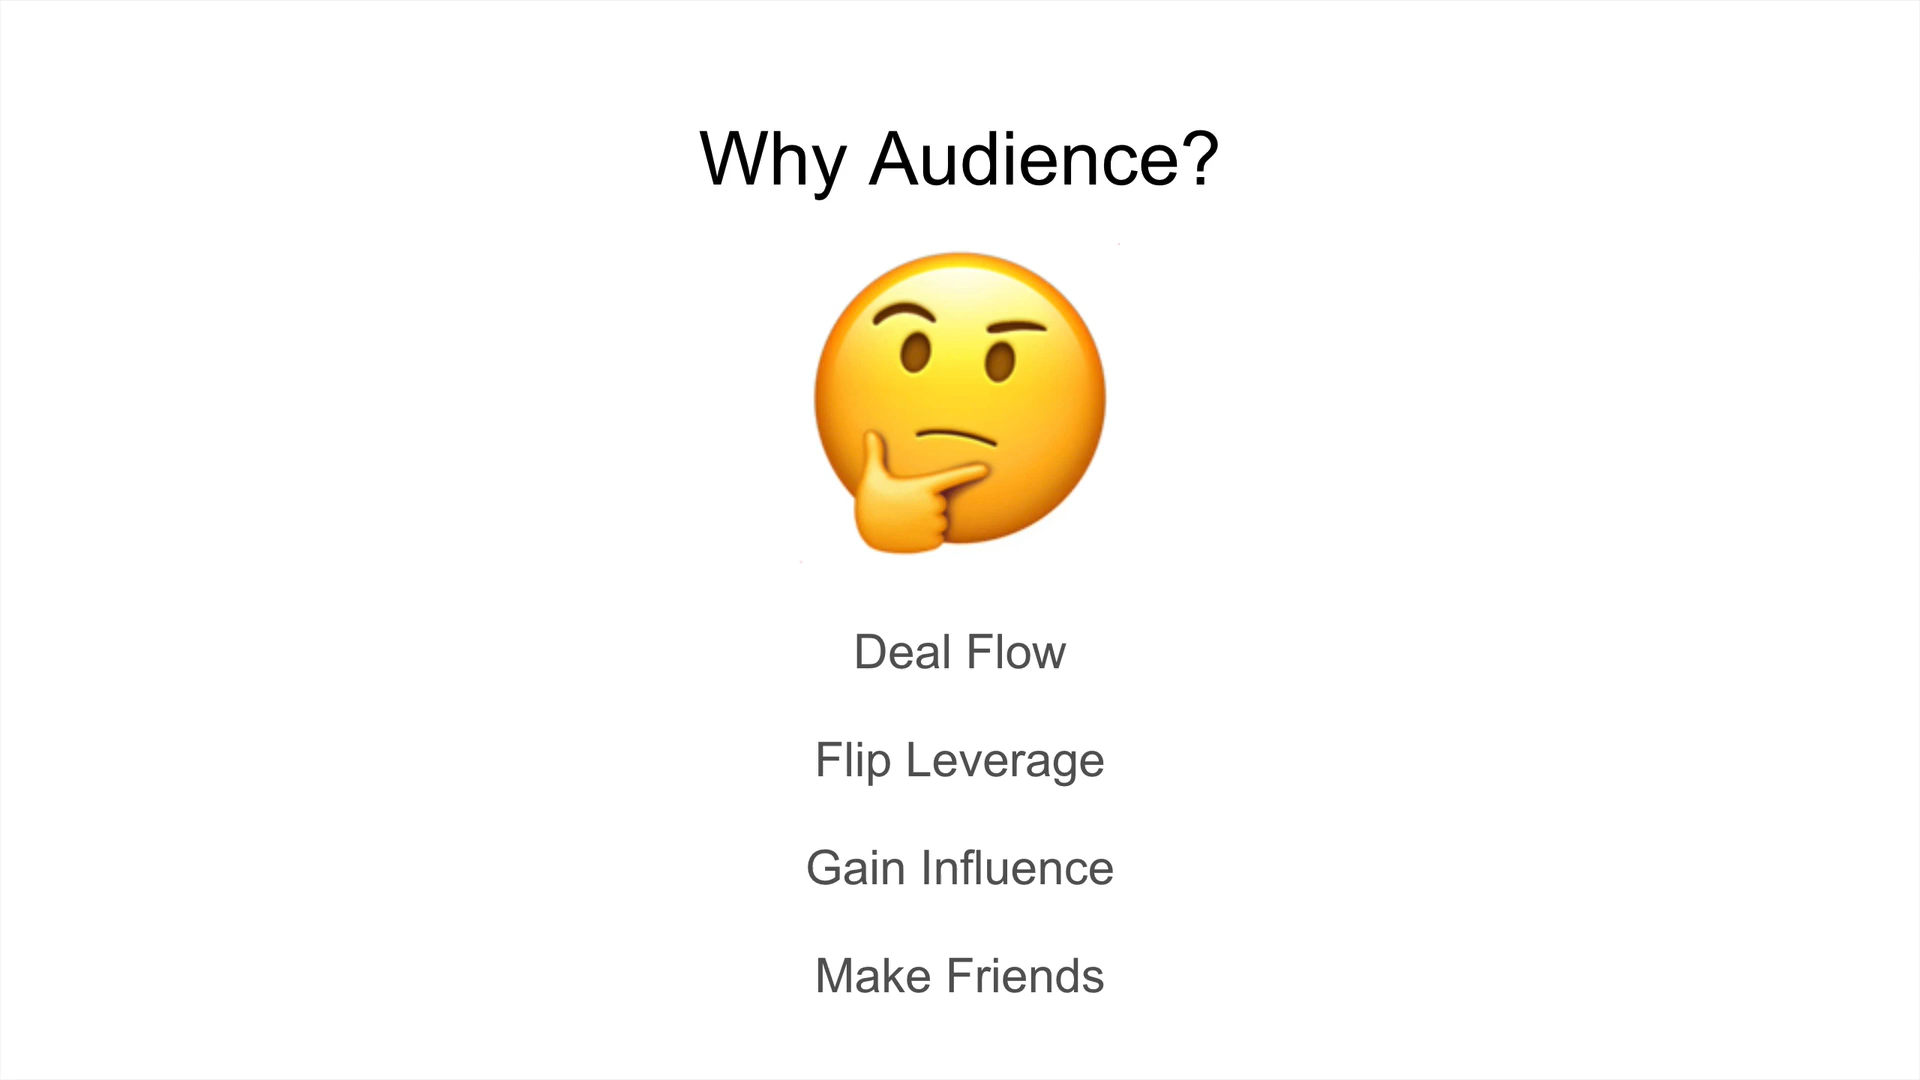 Why Audience?
Deal Flow
Flip Leverage
Gain Influence
Make Friends